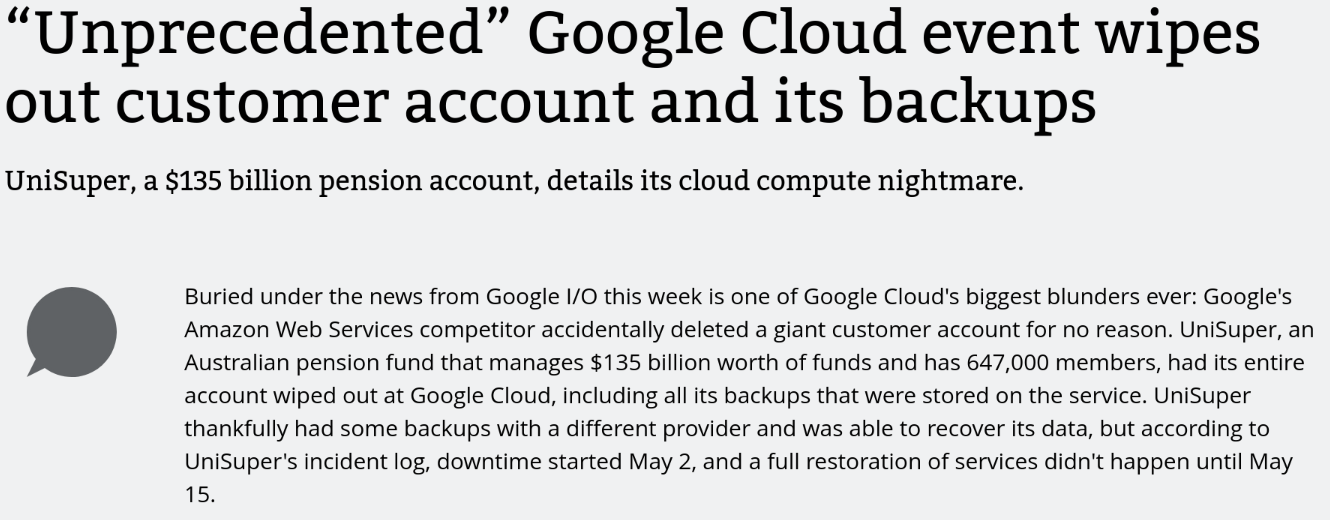 “Unprecedented” Google Cloud event wipes
out customer account and its backups
UniSuper, a $135 billion pension account, details its cloud compute nightmare.
Buried under the news from Google I/O this week is one of Google Cloud's biggest blunders ever: Google's
Amazon Web Services competitor accidentally deleted a giant customer account for no reason. UniSuper, an
Australian pension fund that manages $135 billion worth of funds and has 647,000 members, had its entire
account wiped out at Google Cloud, including all its backups that were stored on the service. UniSuper
thankfully had some backups with a different provider and was able to recover its data, but according to
UniSuper's incident log, downtime started May 2, and a full restoration of services didn't happen until May
15.